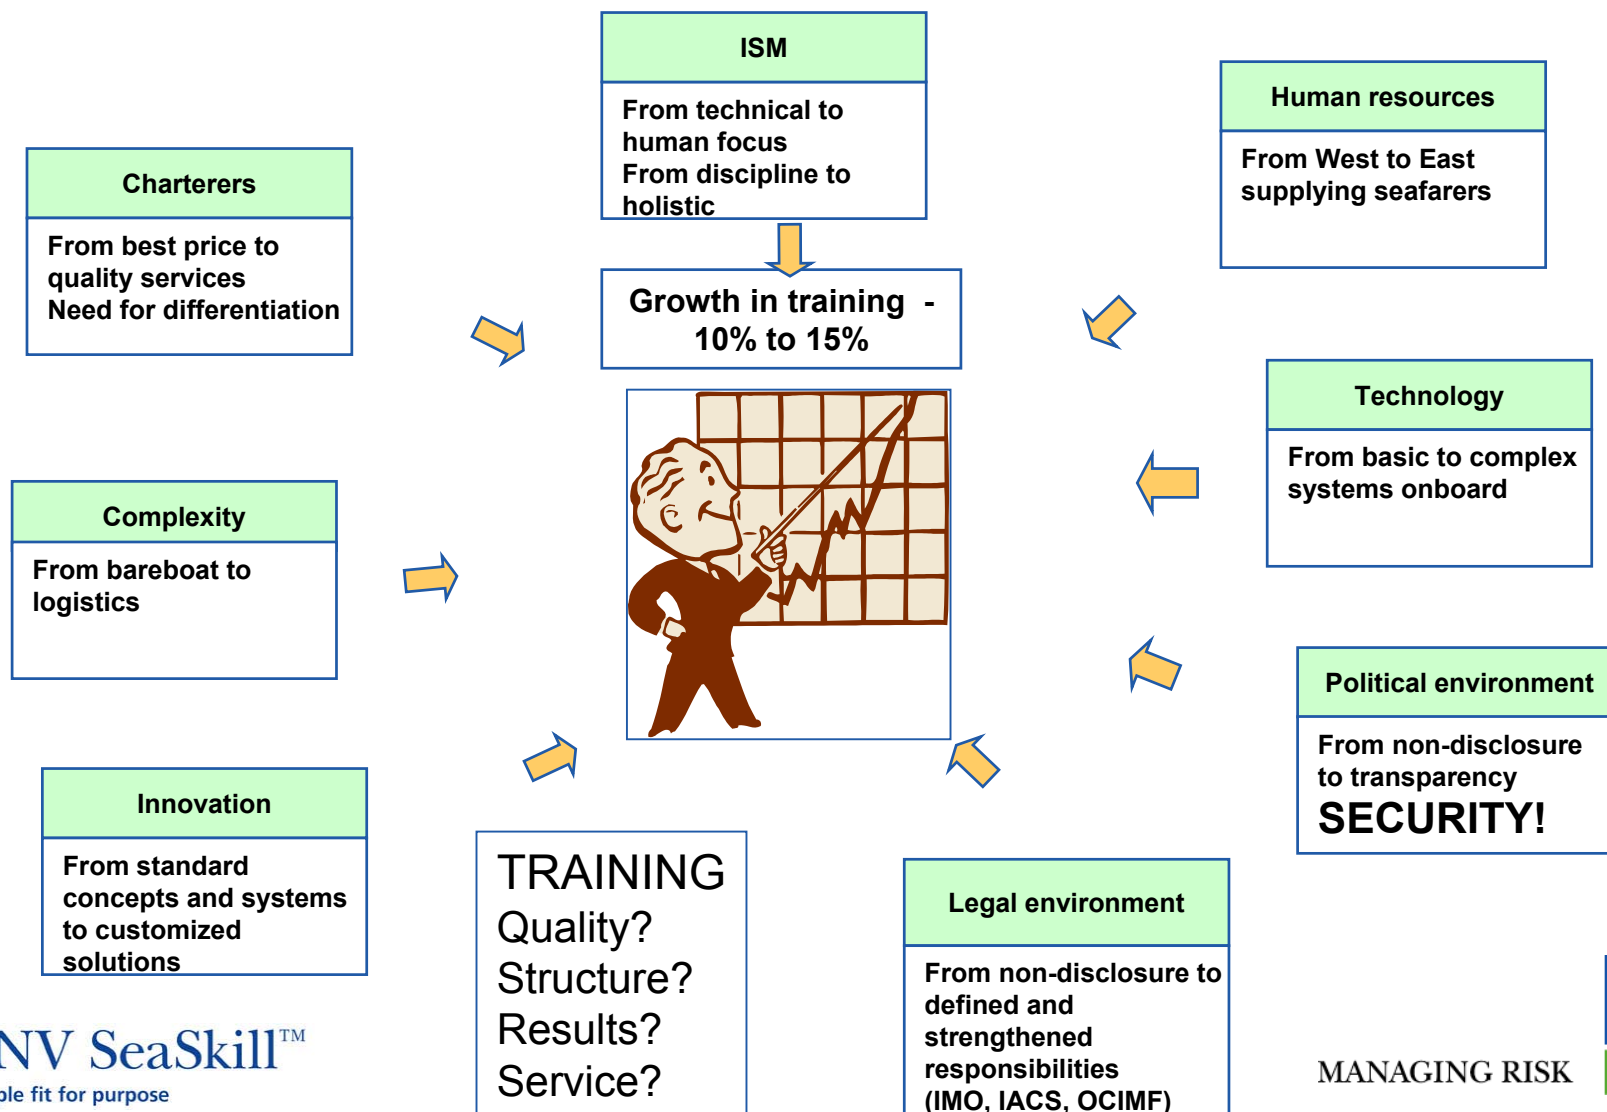 ISM
From technical to
human focus
From discipline to
holistic
Human resources
From West to East
supplying seafarers
Charterers
From best price to
quality services
Need for differentiation
Growth in training -
10% to 15%
Technology
From basic to complex
systems onboard
Complexity
From bareboat to
logistics
Political environment
From non-disclosure
to transparency
SECURITY!
Innovation
From standard
concepts and systems
to customized
solutions
TRAINING
Quality?
Structure?
Results?
Service?
Legal environment
From non-disclosure to
defined and
strengthened
responsibilities
(IMO, IACS, OCIMF)
NV SeaSkill™
ple fit for purpose
MANAGING RISK